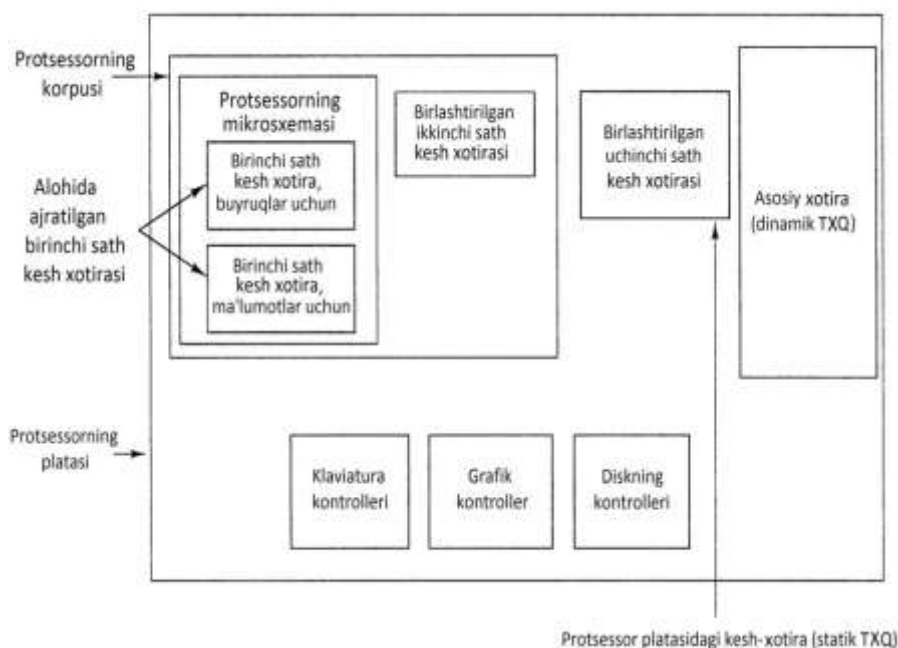 Protsessorning
korpusi
Protsessorning
mikrosxemasi
Birinchi sath
kesh xotira,
buyruqlar uchun
Birinchi sath
kesh xotira,
ma'lumotlar uchun
Birlashtirilgan
ikkinchi sath
kesh xotirasi
Birlashtirilgan
uchinchi sath
kesh xotirasi
Asosiy xotira
(dinamik TXQ)
Alohida
ajratilgan
birinchi sath
kesh xotirasi
Protsessorning
platasi
Klaviatura
kontrolleri
Grafik
kontroller
Diskning
kontrolleri
Protsessor platasidagi kesh-xotira (statik TXQ)